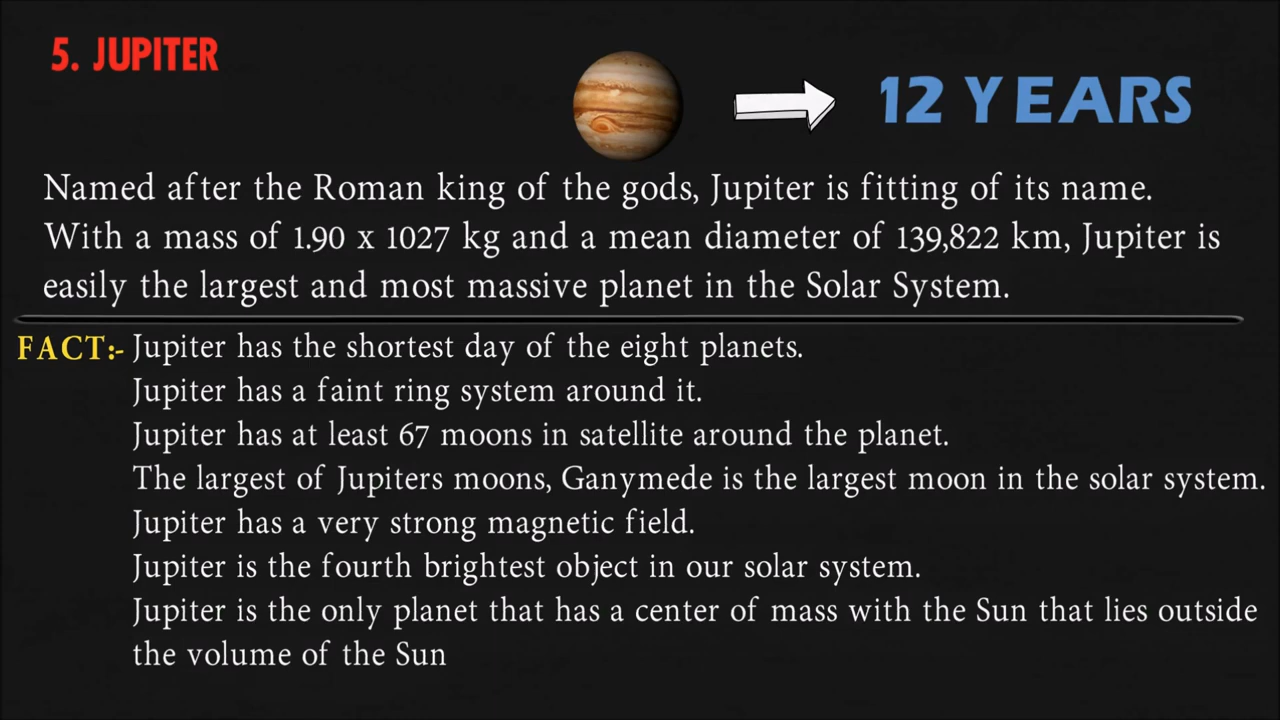 5. JUPITER
12 YEARS
Named after the Roman king of the gods, Jupiter is fitting of its name.
With a mass of 1.90 x 1027 kg and a mean diameter of 139,822 km, Jupiter is
easily the largest and most massive planet in the Solar System.
FACT:- Jupiter has the shortest day of the eight planets.
Jupiter has a faint ring system around it.
Jupiter has at least 67 moons in satellite around the planet.
The largest of Jupiters moons, Ganymede is the largest moon in the solar system.
Jupiter has a very strong magnetic field.
Jupiter is the fourth brightest object in our solar system.
Jupiter is the only planet that has a center of mass with the Sun that lies outside
the volume of the Sun